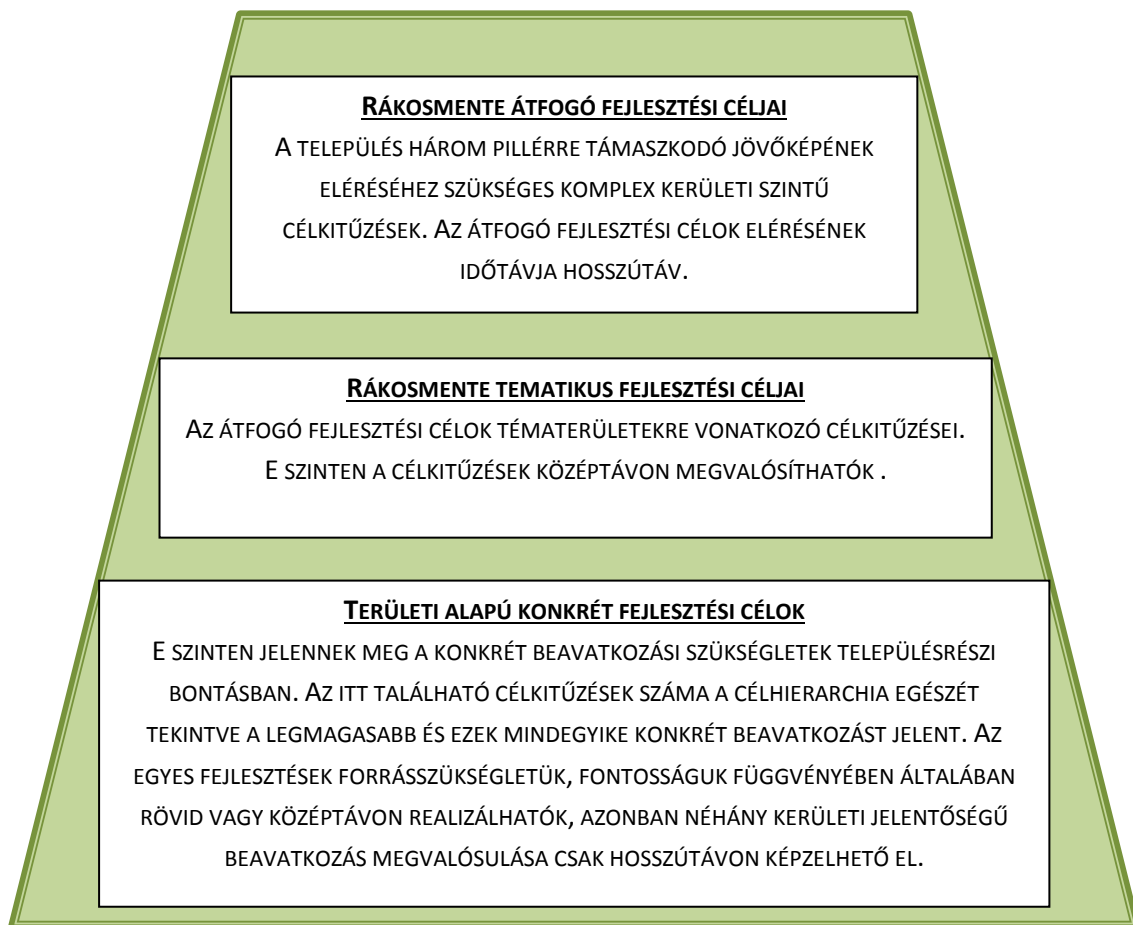 RÁKOSMENTE ÁTFOGÓ FEJLESZTÉSI CÉLJAI
A TELEPÜLÉS HÁROM PILLÉRRE TÁMASZKODÓ JÖVŐKÉPÉNEK
ELÉRÉSÉHEZ SZÜKSÉGES KOMPLEX KERÜLETI SZINTŰ
CÉLKITŰZÉSEK. AZ ÁTFOGÓ FEJLESZTÉSI CÉLOK ELÉRÉSÉNEK
IDŐTÁVJA HOSSZÚTÁV.
RÁKOSMENTE TEMATIKUS FEJLESZTÉSI CÉLJAI
AZ ÁTFOGÓ FEJLESZTÉSI CÉLOK TÉMATERÜLETEKRE VONATKOZÓ CÉLKITŰZÉSEI.
E SZINTEN A CÉLKITŰZÉSEK KÖZÉPTÁVON MEGVALÓSÍTHATÓK .
TERÜLETI ALAPÚ KONKRÉT FEJLESZTÉSI CÉLOK
E SZINTEN JELENNEK MEG A KONKRÉT BEAVATKOZÁSI SZÜKSÉGLETEK TELEPÜLÉSRÉSZI
BONTÁSBAN. AZ ITT TALÁLHATÓ CÉLKITŰZÉSEK SZÁMA A CÉLHIERARCHIA EGÉSZÉT
TEKINTVE A LEGMAGASABB ÉS EZEK MINDEGYIKE KONKRÉT BEAVATKOZÁST JELENT. AZ
EGYES FEJLESZTÉSEK FORRÁSSZÜKSÉGLETÜK, FONTOSSÁGUK FÜGGVÉNYÉBEN ÁLTALÁBAN
RÖVID VAGY KÖZÉPTÁVON REALIZÁLHATÓK, AZONBAN NÉHÁNY KERÜLETI JELENTŐSÉGŰ
BEAVATKOZÁS MEGVALÓSULÁSA CSAK HOSSZÚTÁVON KÉPZELHETŐ EL.